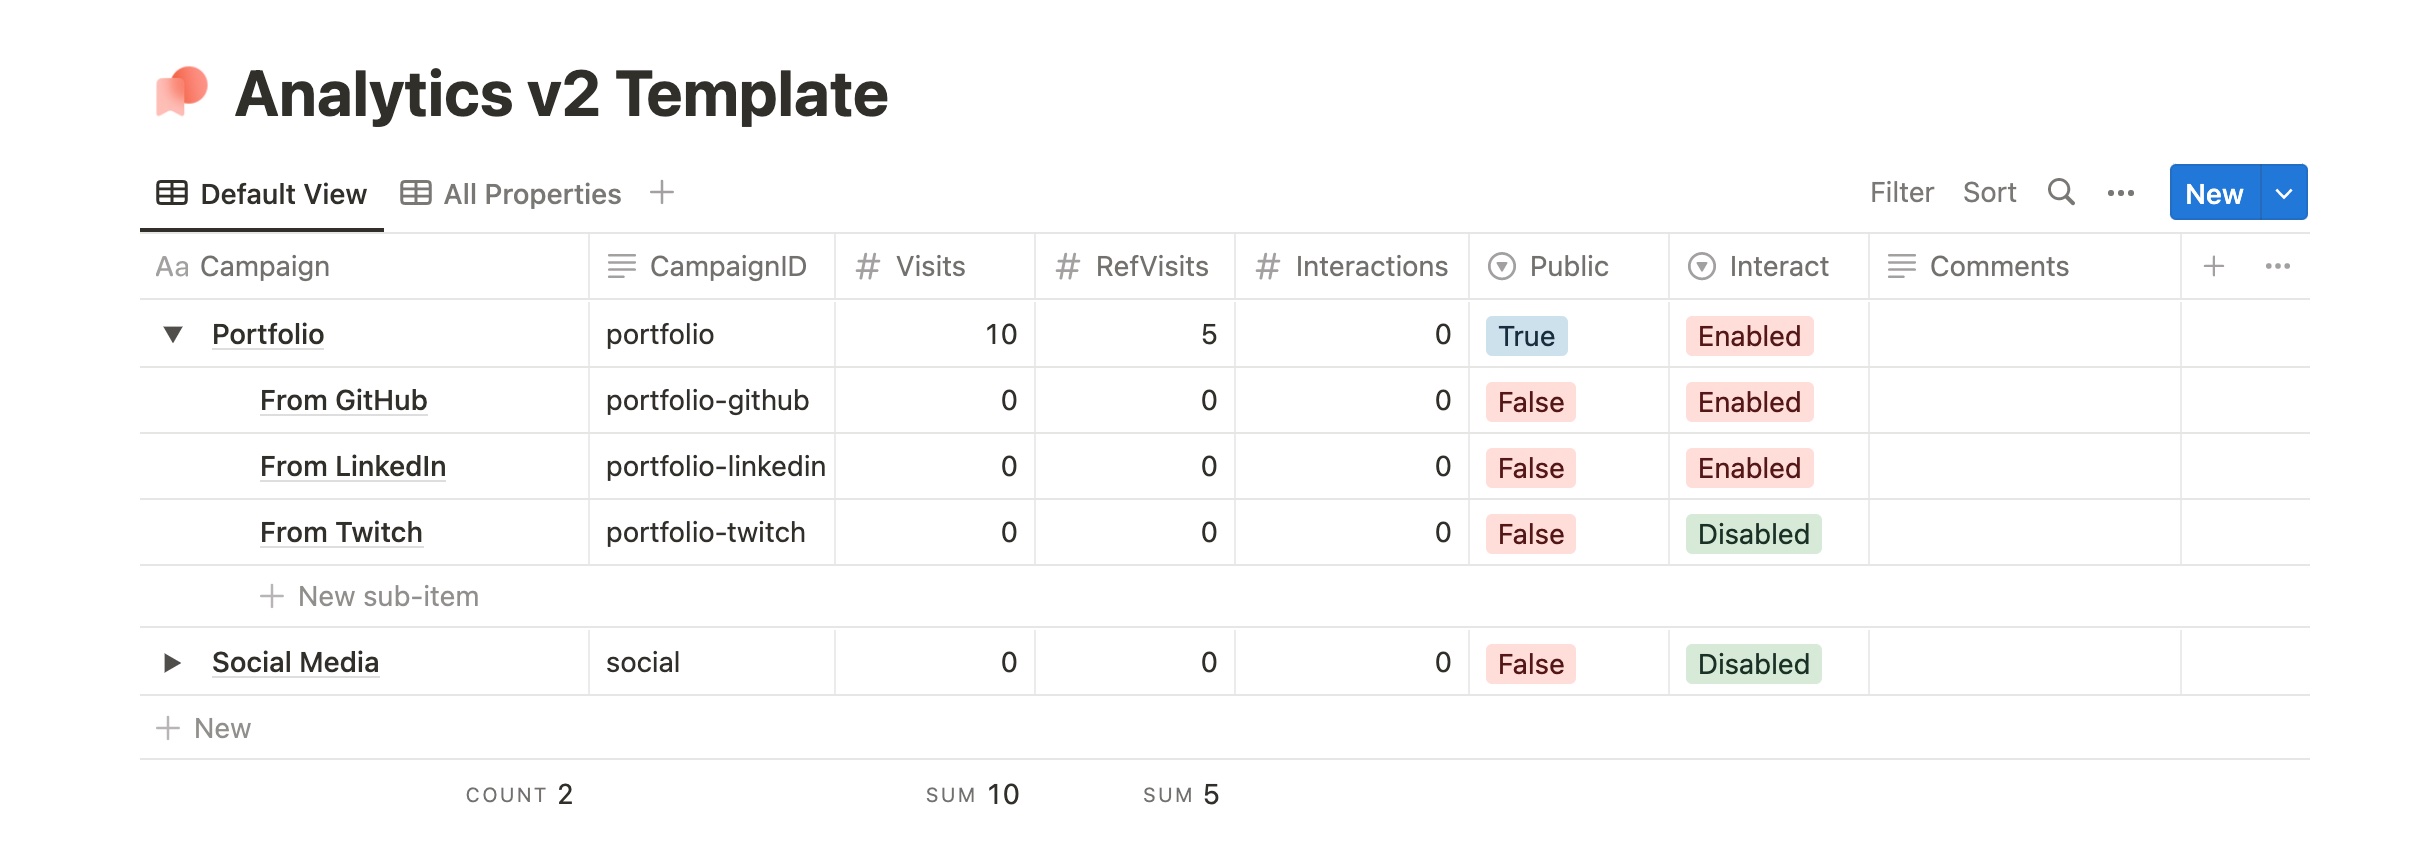 Analytics v2 Template
Default View All Properties
Filter Sort New
Aa Campaign CampaignID # Visits # RefVisits # Interactions Public Interact Comments
Portfolio portfolio 10 5 0 True Enabled
From GitHub portfolio-github 0 0 0 False Enabled
From LinkedIn portfolio-linkedin 0 0 0 False Enabled
From Twitch portfolio-twitch 0 0 0 False Disabled
+ New sub-item
Social Media social 0 0 0 False Disabled
+ New
COUNT 2 SUM 10 SUM 5